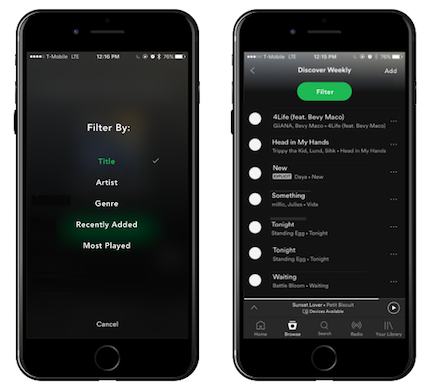 T-Mobile LTE 12:16 PM 76%
Filter By:
Title
Artist
Genre
Recently Added
Most Played
Cancel
T-Mobile LTE 12:15 PM 76%
Discover Weekly Add
Filter
4Life (feat. Bevy Maco)
GIANA, Bevy Maco • 4Life (feat. Bevy Maco)
Head in My Hands
Trippy tha Kid, Lund, Sihk • Head in My Hands
New
EXPLICIT Daya • New
Something
millic, Julius • Vida
Tonight
Standing Egg • Tonight
Tonight
Standing Egg • Tonight
Waiting
Battle Bloom • Waiting
Sunset Lover • Petit Biscuit
Devices Available
Home Browse Search Radio Your Library